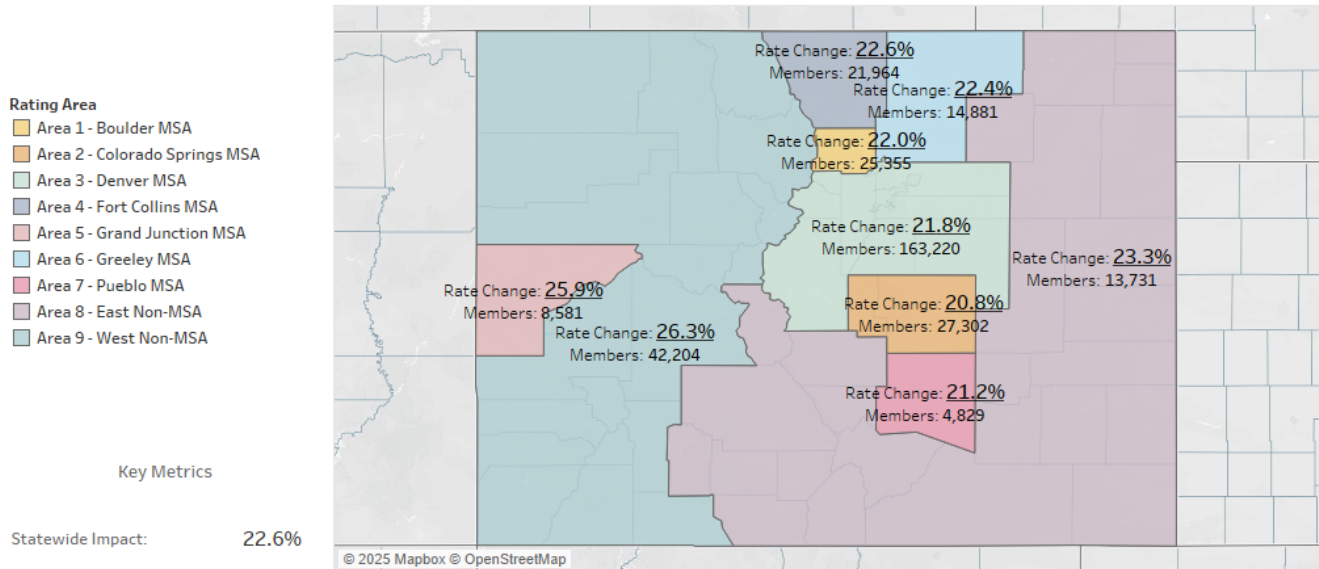 Rating Area
Area 1 - Boulder MSA
Area 2 - Colorado Springs MSA
Area 3 - Denver MSA
Area 4 - Fort Collins MSA
Area 5 - Grand Junction MSA
Area 6 - Greeley MSA
Area 7 - Pueblo MSA
Area 8 - East Non-MSA
Area 9 - West Non-MSA
Key Metrics
Statewide Impact: 22.6%
Rate Change: 22.6%
Members: 21,964
Rate Change: 22.4%
Members: 14,881
Rate Change: 22.0%
Members: 25,355
Rate Change: 21.8%
Members: 163,220
Rate Change: 23.3%
Members: 13,731
Rate Change: 25.9%
Members: 8,581
Rate Change: 20.8%
Members: 27,302
Rate Change: 26.3%
Members: 42,204
Rate Change: 21.2%
Members: 4,829
© 2025 Mapbox © OpenStreetMap